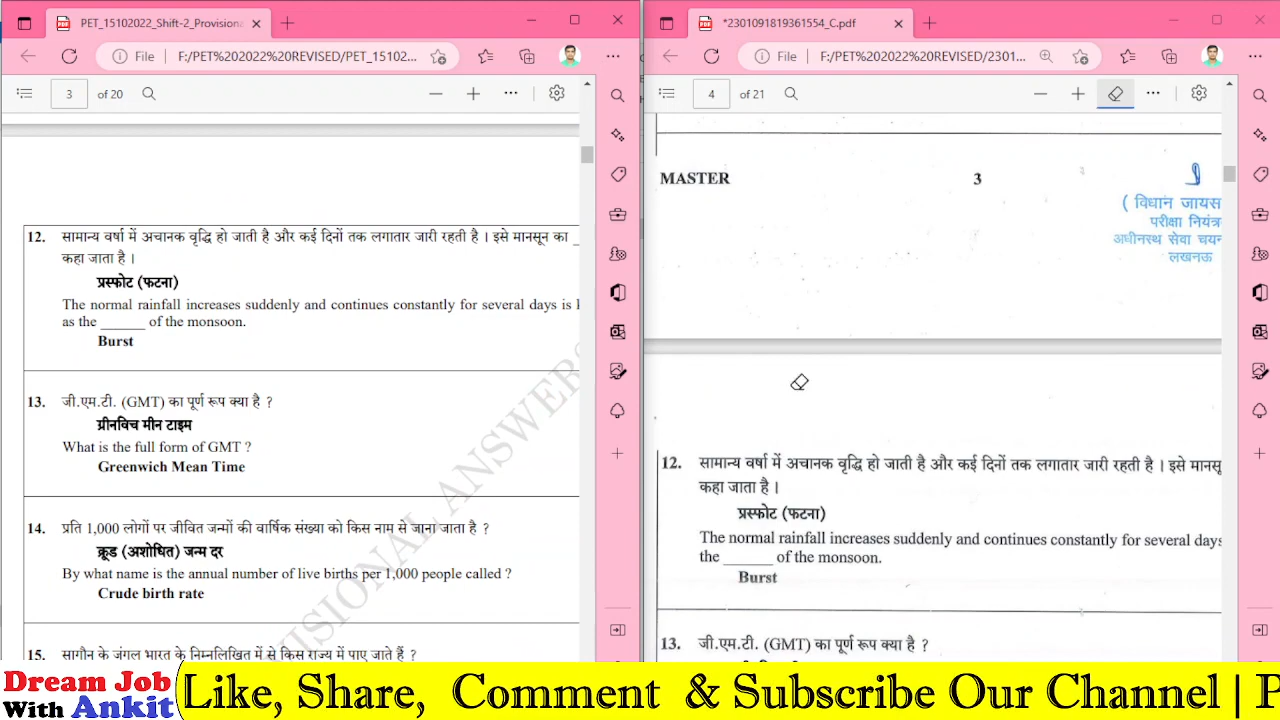 PET_15102022_Shift-2_Provisiona
File
F:/PET%202022%20REVISED/PET_15102...
3 of 20
12. सामान्य वर्षा में अचानक वृद्धि हो जाती है और कई दिनों तक लगातार जारी रहती है । इसे मानसून का _
कहा जाता है ।
प्रस्फोट (फटना)
The normal rainfall increases suddenly and continues constantly for several days is
as the ______ of the monsoon.
Burst
13. जी.एम.टी. (GMT) का पूर्ण रूप क्या है ?
ग्रीनविच मीन टाइम
What is the full form of GMT ?
Greenwich Mean Time
14. प्रति 1,000 लोगों पर जीवित जन्मों की वार्षिक संख्या को किस नाम से जाना जाता है ?
क्रूड (अशोधित) जन्म दर
By what name is the annual number of live births per 1,000 people called ?
Crude birth rate
15. सागौन के जंगल भारत के निम्नलिखित में से किस राज्य में पाए जाते हैं ?
VISIONAL ANSWERS
*2301091819361554_C.pdf
File
F:/PET%202022%20REVISED/2301...
4 of 21
MASTER 3
( विधान जायस
परीक्षा नियंत्र
अधीनस्थ सेवा चयन
लखनऊ
12. सामान्य वर्षा में अचानक वृद्धि हो जाती है और कई दिनों तक लगातार जारी रहती है । इसे मानसू
कहा जाता है ।
प्रस्फोट (फटना)
The normal rainfall increases suddenly and continues constantly for several days
the ______ of the monsoon.
Burst
13. जी.एम.टी. (GMT) का पूर्ण रूप क्या है ?
Dream Job
With Ankit
Like, Share, Comment & Subscribe Our Channel | P